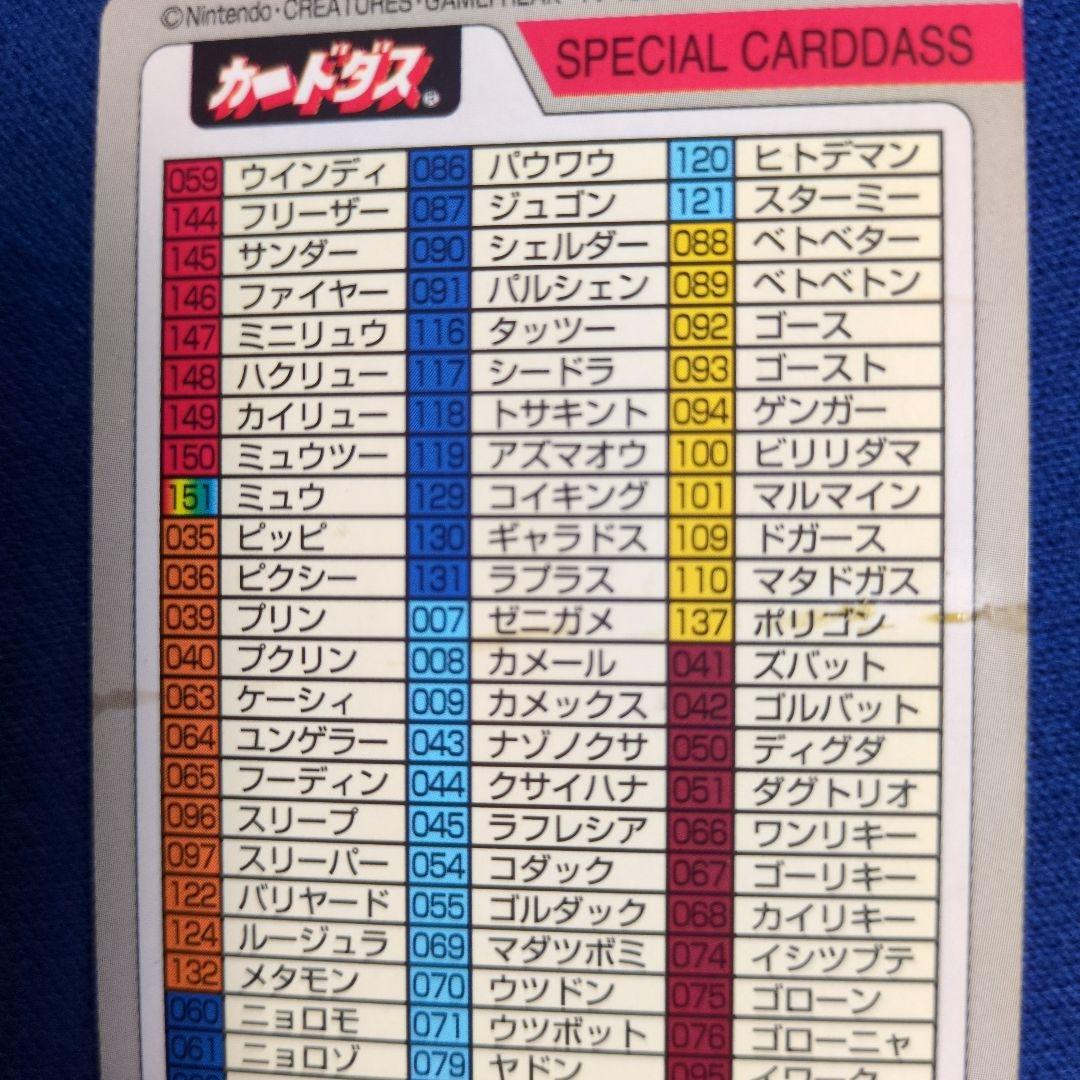 ©Nintendo・CREATURES・GAMEFREAK
カードダス®
SPECIAL CARDDASS
059 ウインディ 086 パウワウ 120 ヒトデマン
144 フリーザー 087 ジュゴン 121 スターミー
145 サンダー 090 シェルダー 088 ベトベター
146 ファイヤー 091 パルシェン 089 ベトベトン
147 ミニリュウ 116 タッツー 092 ゴース
148 ハクリュー 117 シードラ 093 ゴースト
149 カイリュー 118 トサキント 094 ゲンガー
150 ミュウツー 119 アズマオウ 100 ビリリダマ
151 ミュウ 129 コイキング 101 マルマイン
035 ピッピ 130 ギャラドス 109 ドガース
036 ピクシー 131 ラプラス 110 マタドガス
039 プリン 007 ゼニガメ 137 ポリゴン
040 プクリン 008 カメール 041 ズバット
063 ケーシィ 009 カメックス 042 ゴルバット
064 ユンゲラー 043 ナゾノクサ 050 ディグダ
065 フーディン 044 クサイハナ 051 ダグトリオ
096 スリープ 045 ラフレシア 066 ワンリキー
097 スリーパー 054 コダック 067 ゴーリキー
122 バリヤード 055 ゴルダック 068 カイリキー
124 ルージュラ 069 マダツボミ 074 イシツブテ
132 メタモン 070 ウツドン 075 ゴローン
060 ニョロモ 071 ウツボット 076 ゴローニャ
061 ニョロゾ 079 ヤドン 095 イワーク